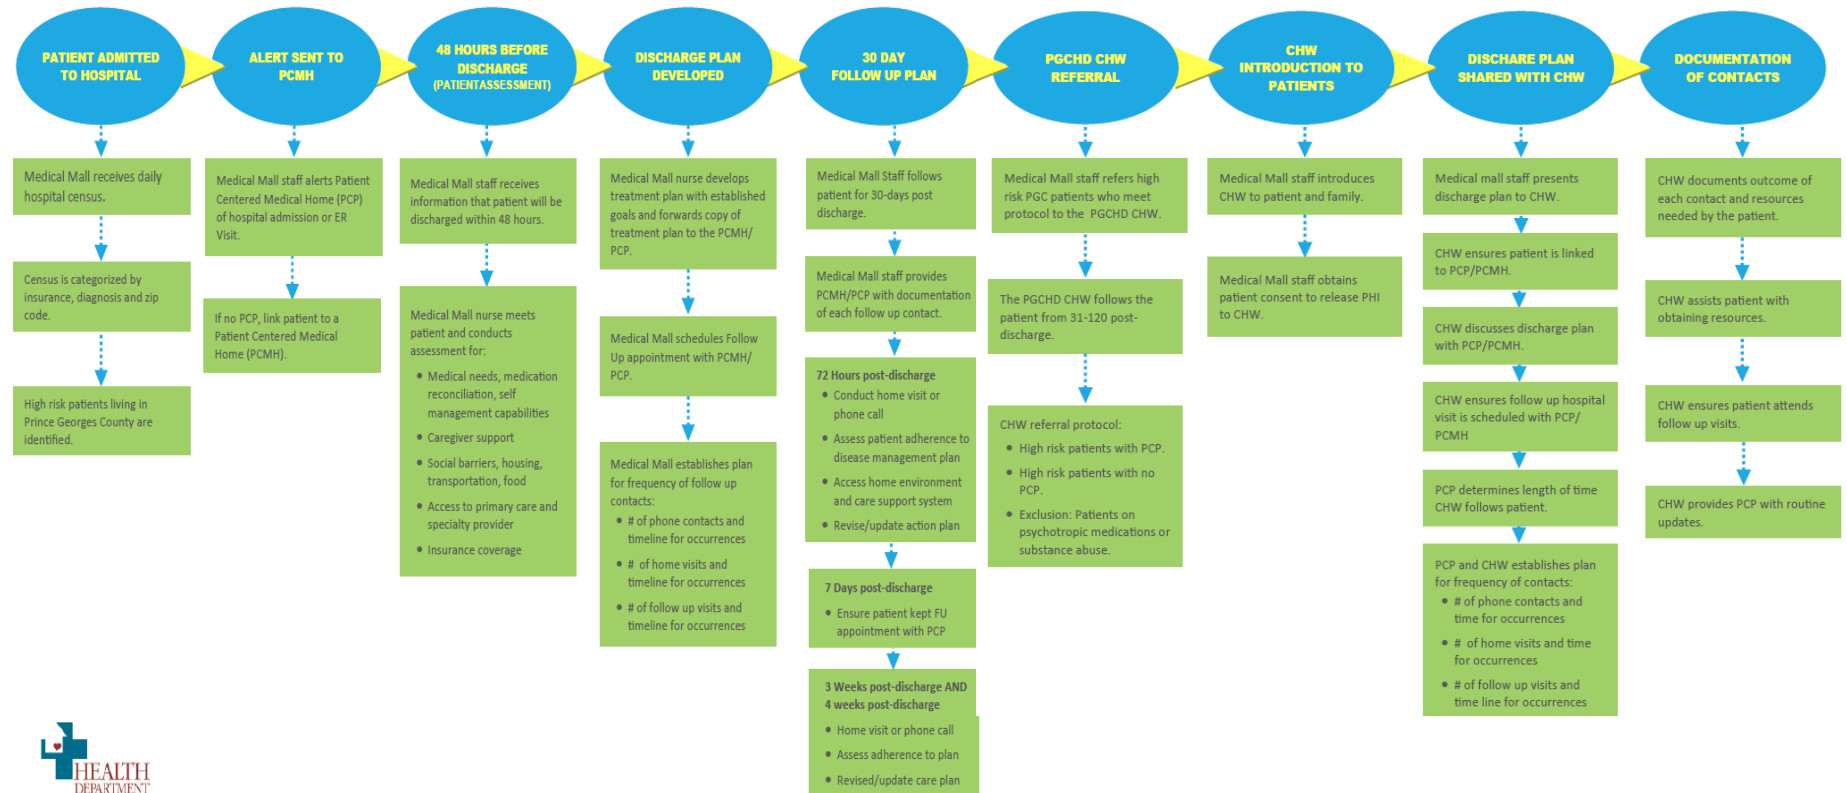 PATIENT ADMITTED
TO HOSPITAL
ALERT SENT TO
PCMH
48 HOURS BEFORE
DISCHARGE
(PATIENTASSESSMENT)
DISCHARGE PLAN
DEVELOPED
30 DAY
FOLLOW UP PLAN
PGCHD CHW
REFERRAL
CHW
INTRODUCTION TO
PATIENTS
DISCHARE PLAN
SHARED WITH CHW
DOCUMENTATION
OF CONTACTS
Medical Mall receives daily
hospital census.
Census is categorized by
insurance, diagnosis and zip
code.
High risk patients living in
Prince Georges County are
identified.
Medical Mall staff alerts Patient
Centered Medical Home (PCP)
of hospital admission or ER
Visit.
If no PCP, link patient to a
Patient Centered Medical
Home (PCMH).
Medical Mall staff receives
information that patient will be
discharged within 48 hours.
Medical Mall nurse meets
patient and conducts
assessment for:
• Medical needs, medication
reconciliation, self
management capabilities
• Caregiver support
• Social barriers, housing,
transportation, food
• Access to primary care and
specialty provider
• Insurance coverage
Medical Mall nurse develops
treatment plan with established
goals and forwards copy of
treatment plan to the PCMH/
PCP.
Medical Mall schedules Follow
Up appointment with PCMH/
PCP.
Medical Mall establishes plan
for frequency of follow up
contacts:
• # of phone contacts and
timeline for occurrences
• # of home visits and
timeline for occurrences
• # of follow up visits and
timeline for occurrences
Medical Mall Staff follows
patient for 30-days post
discharge.
Medical Mall staff provides
PCMH/PCP with documentation
of each follow up contact.
72 Hours post-discharge
• Conduct home visit or
phone call
• Assess patient adherence to
disease management plan
• Access home environment
and care support system
• Revise/update action plan
7 Days post-discharge
• Ensure patient kept FU
appointment with PCP
3 Weeks post-discharge AND
4 weeks post-discharge
• Home visit or phone call
• Assess adherence to plan
• Revised/update care plan
Medical Mall staff refers high
risk PGC patients who meet
protocol to the PGCHD CHW.
The PGCHD CHW follows the
patient from 31-120 post-
discharge.
CHW referral protocol:
• High risk patients with PCP.
• High risk patients with no
PCP.
• Exclusion: Patients on
psychotropic medications or
substance abuse.
Medical Mall staff introduces
CHW to patient and family.
Medical Mall staff obtains
patient consent to release PHI
to CHW.
Medical mall staff presents
discharge plan to CHW.
CHW ensures patient is linked
to PCP/PCMH.
CHW discusses discharge plan
with PCP/PCMH.
CHW ensures follow up hospital
visit is scheduled with PCP/
PCMH
PCP determines length of time
CHW follows patient.
PCP and CHW establishes plan
for frequency of contacts:
• # of phone contacts and
time for occurrences
• # of home visits and time
for occurrences
• # of follow up visits and
time line for occurrences
CHW documents outcome of
each contact and resources
needed by the patient.
CHW assists patient with
obtaining resources.
CHW ensures patient attends
follow up visits.
CHW provides PCP with routine
updates.
HEALTH
DEPARTMENT